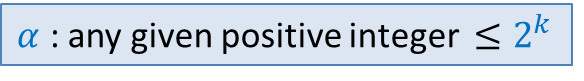 α : any given positive integer ≤ 2^k